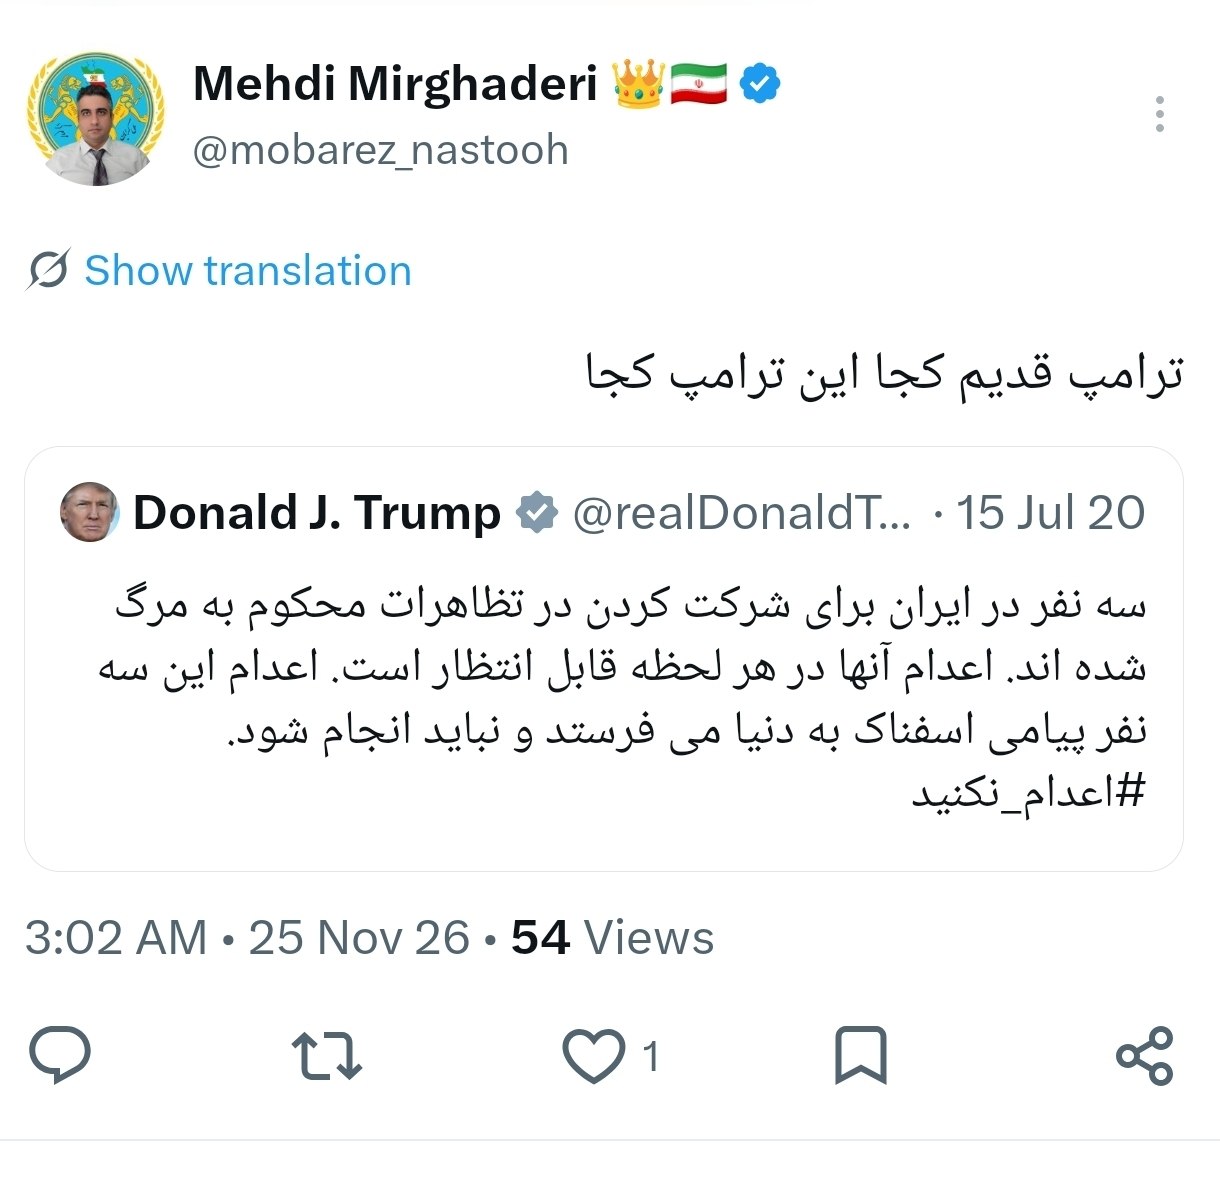 Mehdi Mirghaderi 👑🇮🇷
@mobarez_nastooh
Show translation
ترامپ قدیم کجا این ترامپ کجا
Donald J. Trump @realDonaldT... · 15 Jul 20
سه نفر در ایران برای شرکت کردن در تظاهرات محکوم به مرگ
شده اند. اعدام آنها در هر لحظه قابل انتظار است. اعدام این سه
نفر پیامی اسفناک به دنیا می فرستد و نباید انجام شود.
#اعدام_نکنید
3:02 AM • 25 Nov 26 • 54 Views
1